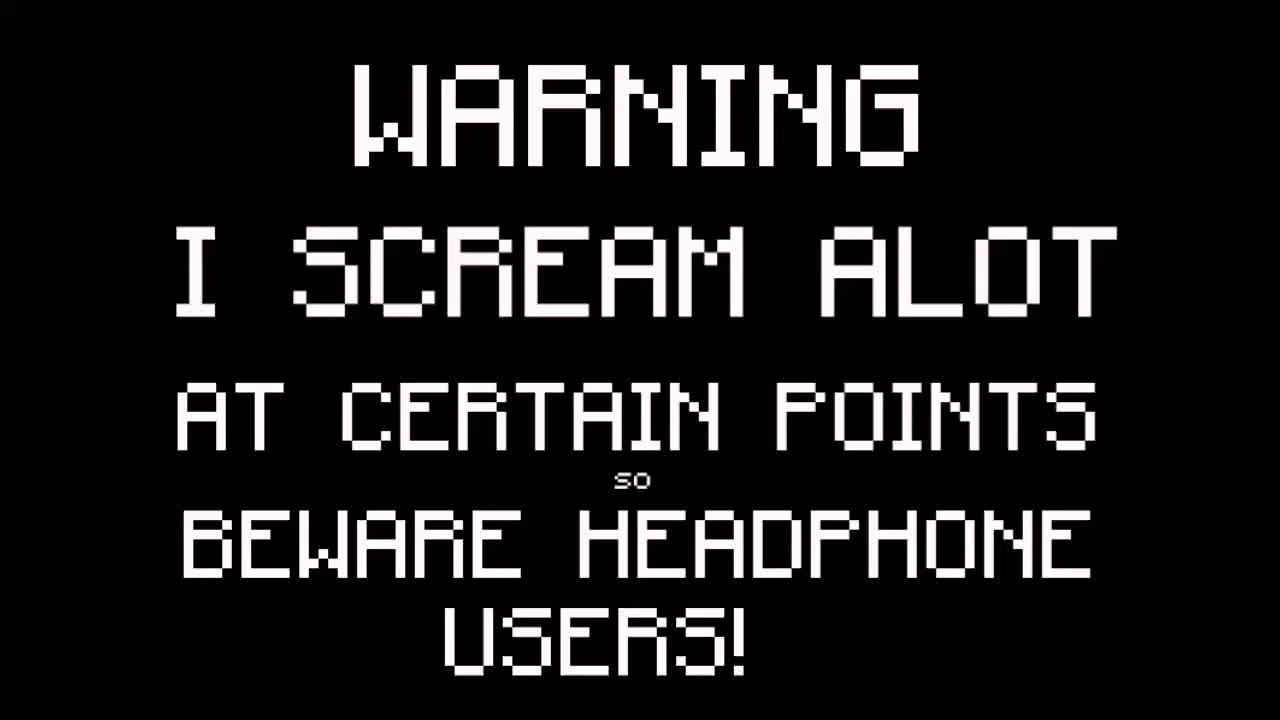 WARNING
I SCREAM ALOT
AT CERTAIN POINTS
SO
BEWARE HEADPHONE
USERS!